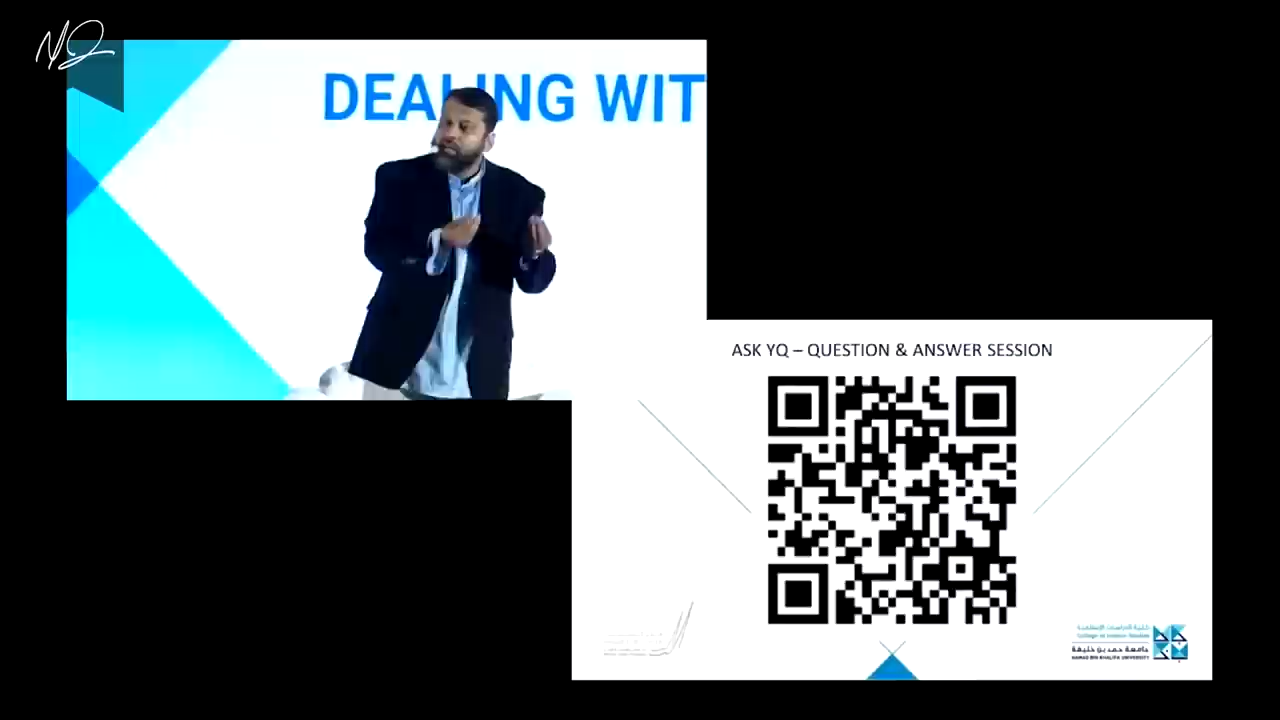 DEALING WIT
ASK YQ – QUESTION & ANSWER SESSION
كلية الدراسات الإسلامية
College of Islamic Studies
جامعة حمد بن خليفة
HAMAD BIN KHALIFA UNIVERSITY